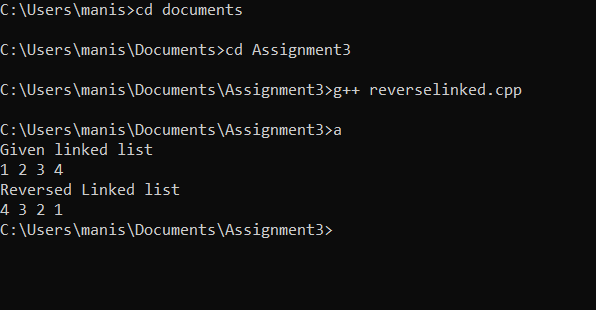 C:\Users\manis>cd documents
C:\Users\manis\Documents>cd Assignment3
C:\Users\manis\Documents\Assignment3>g++ reverselinked.cpp
C:\Users\manis\Documents\Assignment3>a
Given linked list
1 2 3 4
Reversed Linked list
4 3 2 1
C:\Users\manis\Documents\Assignment3>